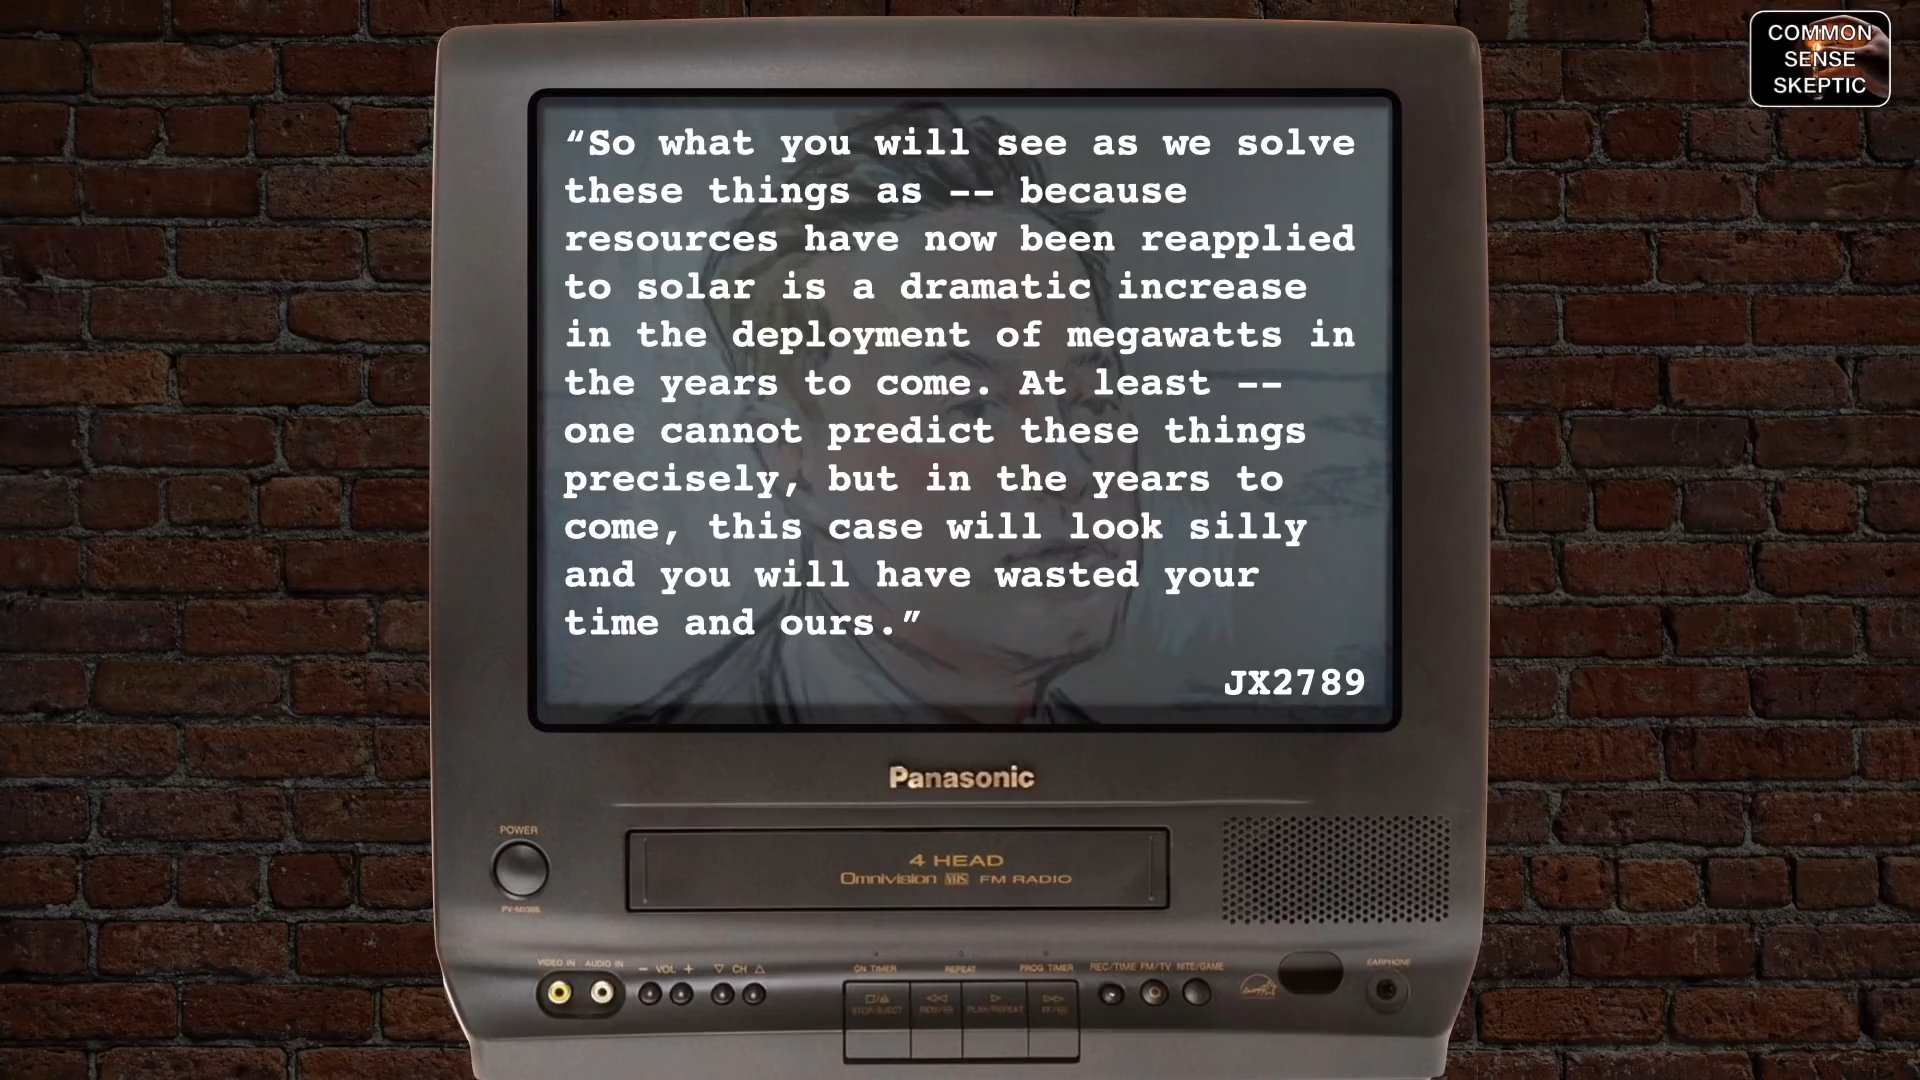 COMMON
SENSE
SKEPTIC
“So what you will see as we solve
these things as -- because
resources have now been reapplied
to solar is a dramatic increase
in the deployment of megawatts in
the years to come. At least --
one cannot predict these things
precisely, but in the years to
come, this case will look silly
and you will have wasted your
time and ours.”
JX2789
Panasonic
POWER
4 HEAD
Omnivision VHS FM RADIO
VIDEO IN AUDIO IN - VOL + ▽ CH △ ON TIMER REPEAT PROG TIMER REC/TIME FM/TV NITE/GAME EARPHONE
STOP/EJECT PLAY/REPEAT